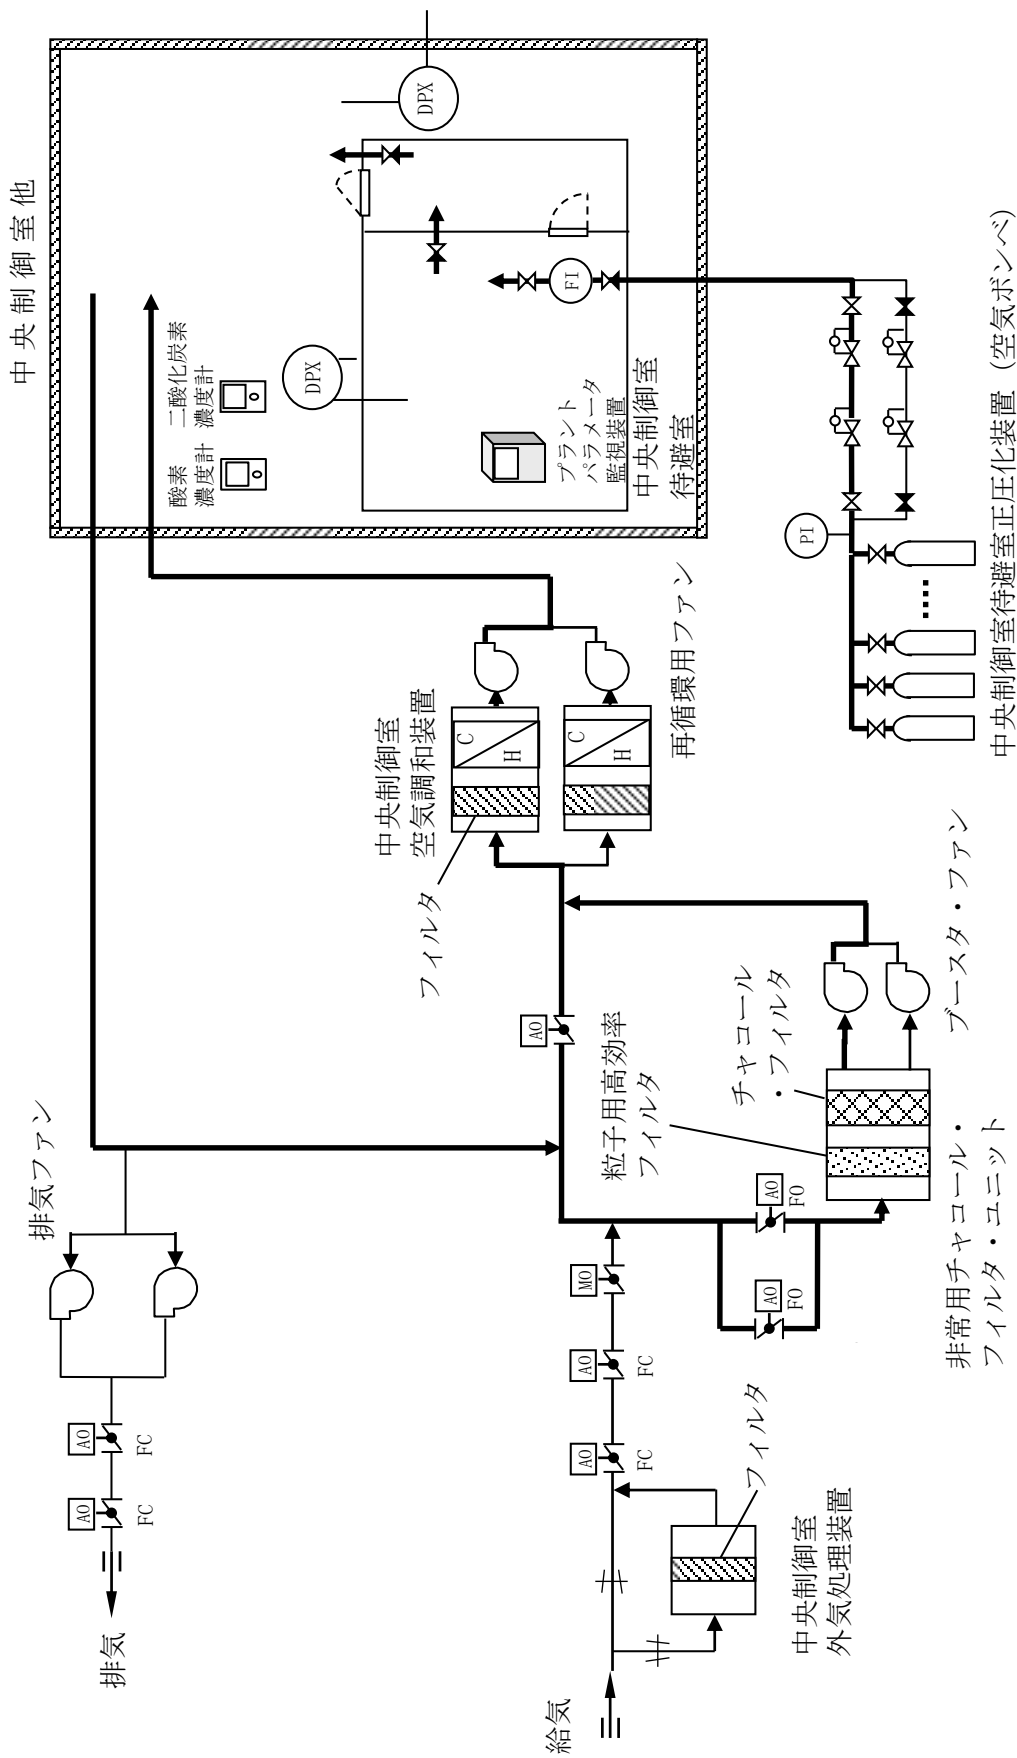 中央制御室他
DPX
酸素
濃度計
二酸化炭素
濃度計
DPX
FI
プラント
パラメータ
監視装置
中央制御室
待避室
PI
中央制御室待避室正圧化装置（空気ボンベ）
中央制御室
空気調和装置
C
H
C
H
フィルタ
再循環用ファン
AO
粒子用高効率
フィルタ
チャコール
・フィルタ
ブースタ・ファン
AO
FO
AO
FO
非常用チャコール・
フィルタ・ユニット
排気ファン
AO
FC
AO
FC
排気
MO
AO
FC
AO
FC
フィルタ
中央制御室
外気処理装置
給気